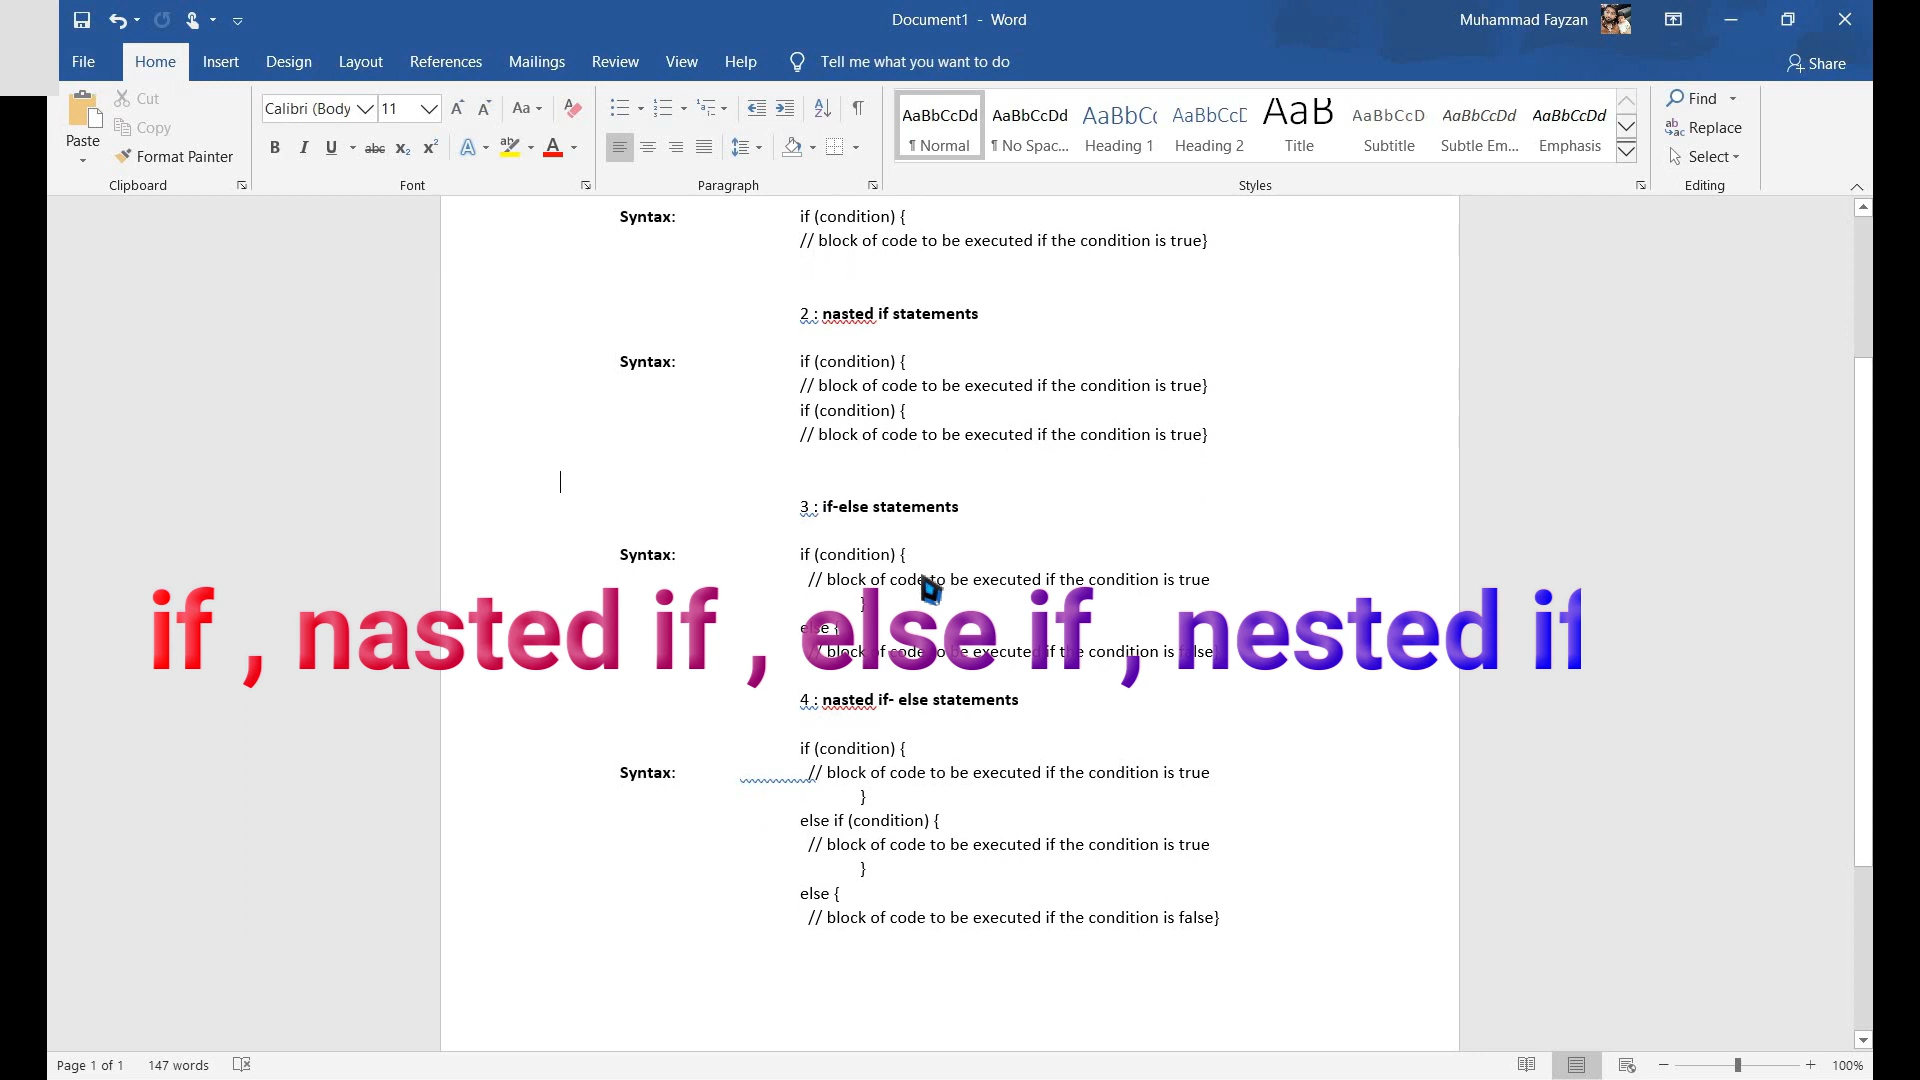 Document1 - Word
Muhammad Fayzan
File Home Insert Design Layout References Mailings Review View Help Tell me what you want to do Share
Paste
Cut
Copy
Format Painter
Clipboard
Calibri (Body 11
Aa
B I U abc X₂ X² A ab A
Font
Paragraph
AaBbCcDd AaBbCcDd AaBbCc AaBbCcE AaB AaBbCcD AaBbCcDd AaBbCcDd
¶ Normal ¶ No Spac... Heading 1 Heading 2 Title Subtitle Subtle Em... Emphasis
Styles
Find
Replace
Select
Editing
Syntax: if (condition) {
// block of code to be executed if the condition is true}
2 : nasted if statements
Syntax: if (condition) {
// block of code to be executed if the condition is true}
if (condition) {
// block of code to be executed if the condition is true}
3 : if-else statements
Syntax: if (condition) {
// block of code to be executed if the condition is true
}
else {
// block of code to be executed if the condition is false}
if , nasted if , else if , nested if
4 : nasted if- else statements
if (condition) {
Syntax: // block of code to be executed if the condition is true
}
else if (condition) {
// block of code to be executed if the condition is true
}
else {
// block of code to be executed if the condition is false}
Page 1 of 1 147 words 100%